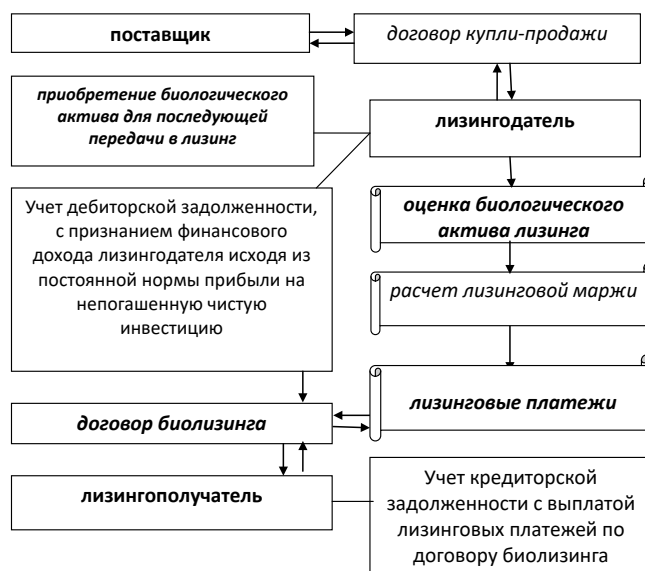 поставщик
договор купли-продажи
приобретение биологического
актива для последующей
передачи в лизинг
лизингодатель
Учет дебиторской задолженности,
с признанием финансового
дохода лизингодателя исходя из
постоянной нормы прибыли на
непогашенную чистую
инвестицию
оценка биологического
актива лизинга
расчет лизинговой маржи
лизинговые платежи
договор биолизинга
лизингополучатель
Учет кредиторской
задолженности с выплатой
лизинговых платежей по
договору биолизинга